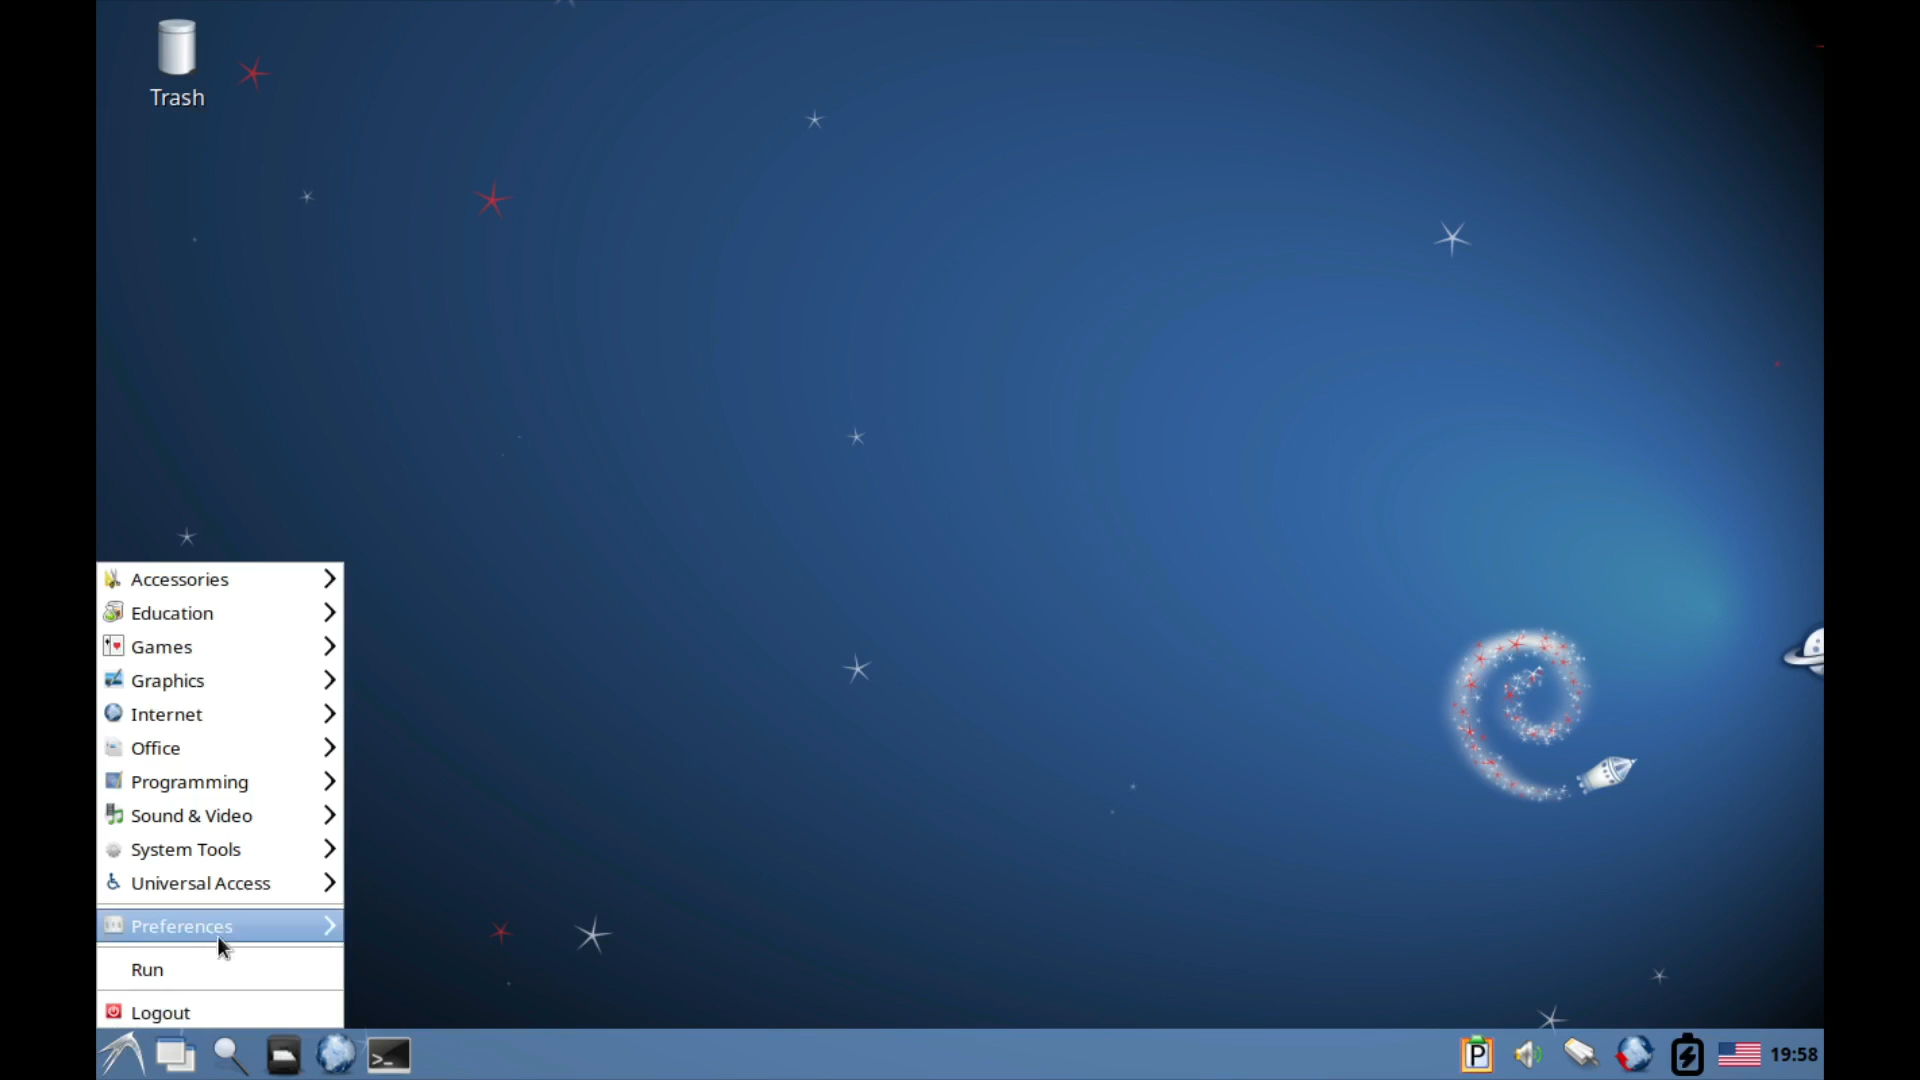 Trash
Accessories
Education
Games
Graphics
Internet
Office
Programming
Sound & Video
System Tools
Universal Access
Preferences
Run
Logout
>_
P
19:58